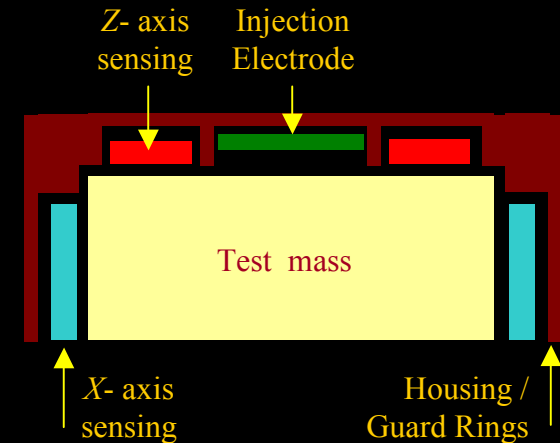 Z- axis
sensing
Injection
Electrode
Test mass
X- axis
sensing
Housing /
Guard Rings